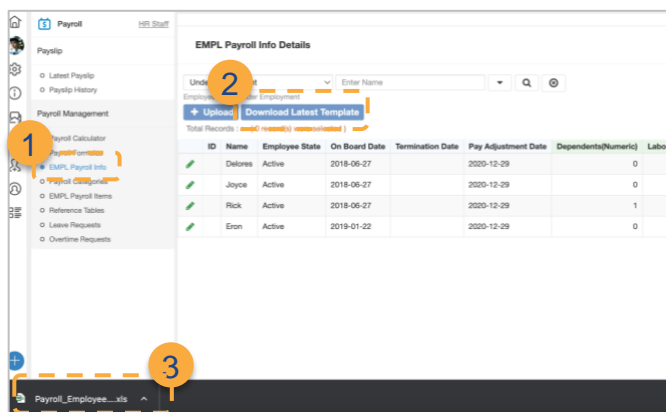 Payroll HR Staff
Payslip
Latest Payslip
Payslip History
Payroll Management
Payroll Calculator
Payroll Formulas
EMPL Payroll Info
Payroll Categories
EMPL Payroll Items
Reference Tables
Leave Requests
Overtime Requests
1
EMPL Payroll Info Details
Enter Name
2
Employment
+ Upload Download Latest Template
Total Records :
ID Name Employee State On Board Date Termination Date Pay Adjustment Date Dependents(Numeric) Labo
Delores Active 2018-06-27 2020-12-29 0
Joyce Active 2018-06-27 2020-12-29 0
Rick Active 2018-06-27 2020-12-29 1
Eron Active 2019-01-22 2020-12-29 0
3
Payroll_Employee....xls